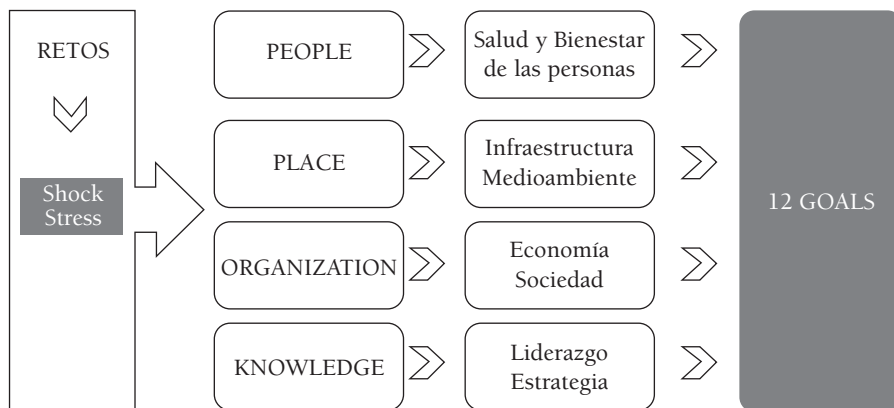 RETOS
Shock
Stress
PEOPLE
Salud y Bienestar
de las personas
PLACE
Infraestructura
Medioambiente
ORGANIZATION
Economía
Sociedad
KNOWLEDGE
Liderazgo
Estrategia
12 GOALS